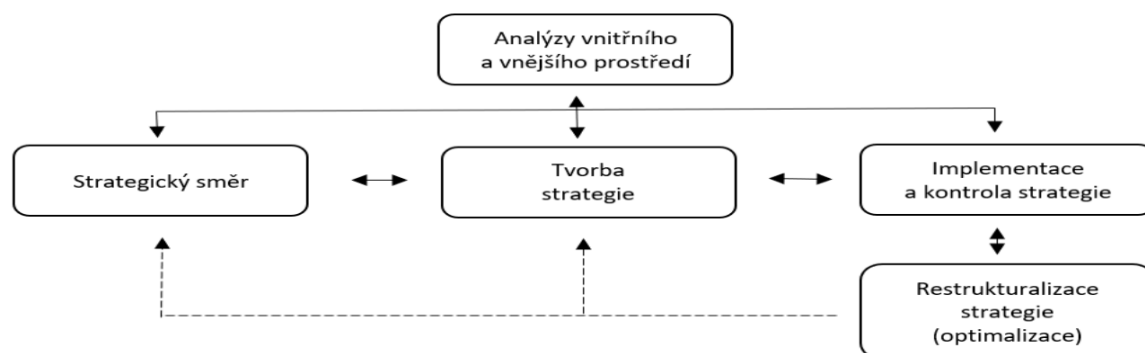 Analýzy vnitřního
a vnějšího prostředí
Strategický směr
Tvorba
strategie
Implementace
a kontrola strategie
Restrukturalizace
strategie
(optimalizace)